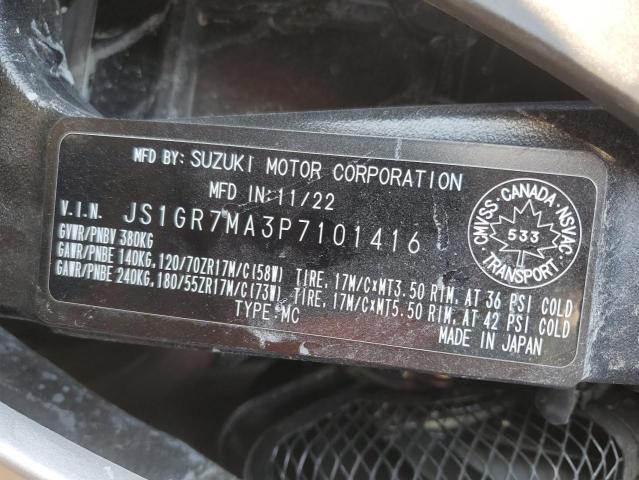 MFD BY: SUZUKI MOTOR CORPORATION
MFD IN: 11/22
V.I.N. JS1GR7MA3P7101416
GVWR/PNBV 380KG
GAWR/PNBE 140KG, 120/70ZR17M/C(58W) TIRE, 17M/C×MT3.50 RIM, AT 36 PSI COLD
GAWR/PNBE 240KG, 180/55ZR17M/C(73W) TIRE, 17M/C×MT5.50 RIM, AT 42 PSI COLD
TYPE: MC
MADE IN JAPAN
CMVSS · CANADA · NSVAC ·
533
TRANSPORT